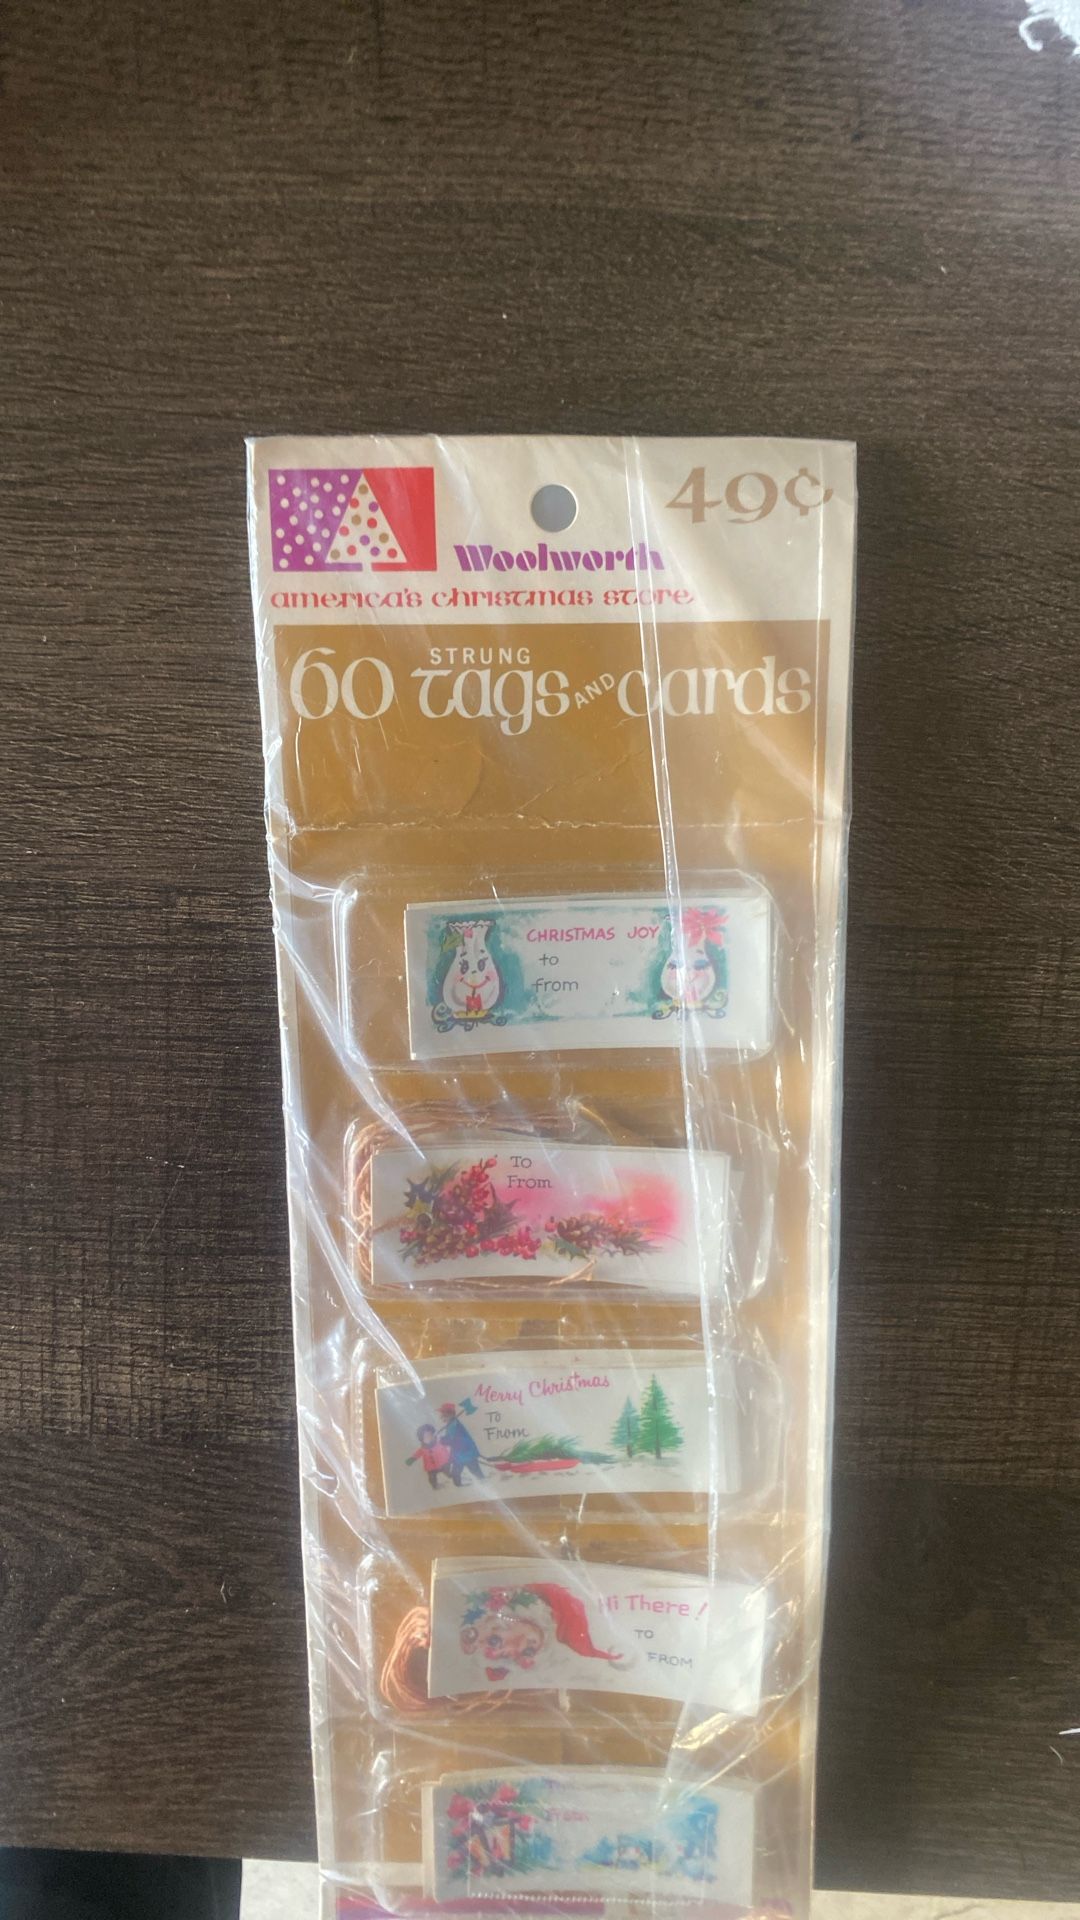 49¢
Woolworth
america's christmas store
60 STRUNG tags AND cards
CHRISTMAS JOY
to
from
To
From
Merry Christmas
To
From
Hi There!
TO
FROM
From